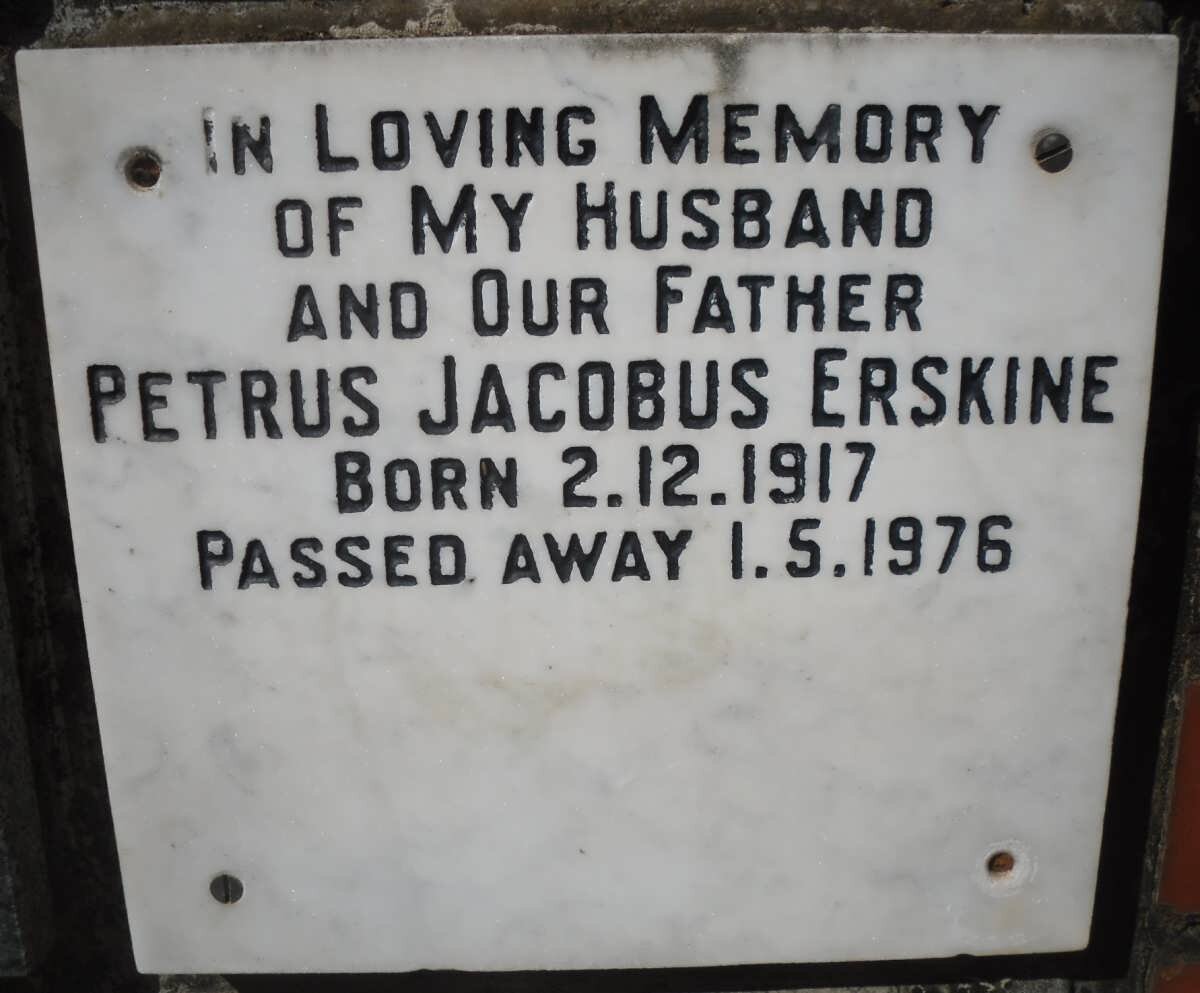 IN LOVING MEMORY
OF MY HUSBAND
AND OUR FATHER
PETRUS JACOBUS ERSKINE
BORN 2.12.1917
PASSED AWAY 1.5.1976